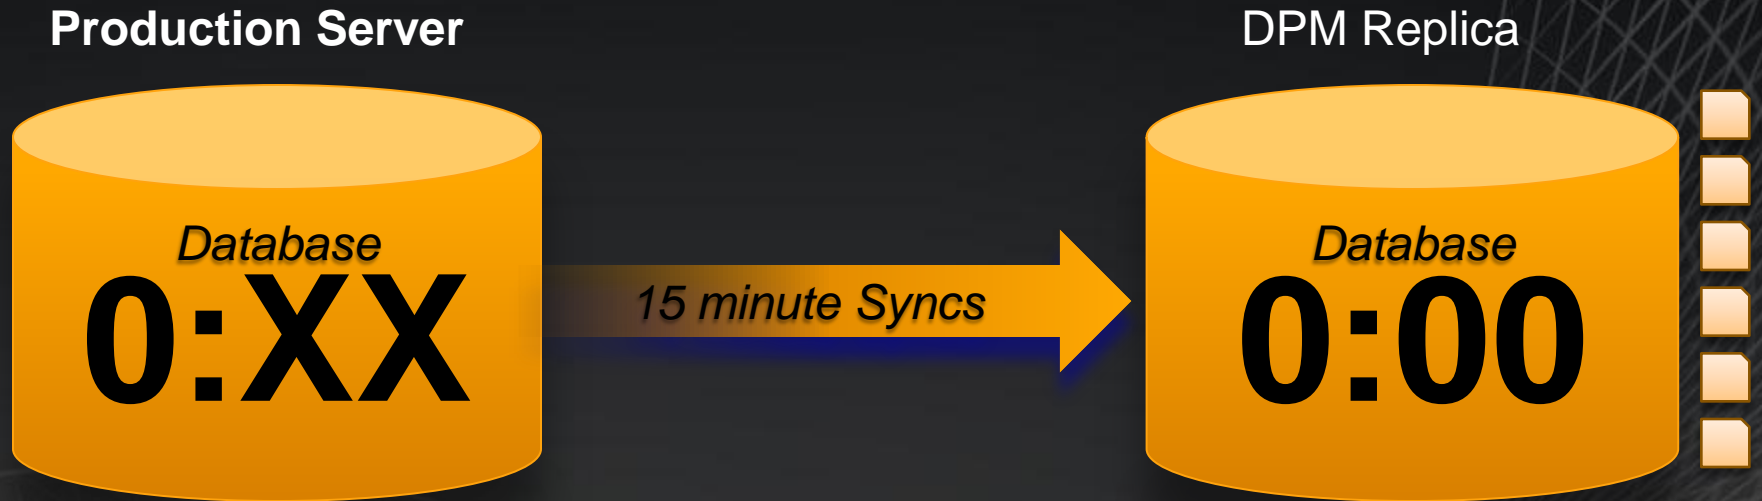 Production Server
DPM Replica
Database
0:XX
15 minute Syncs
Database
0:00